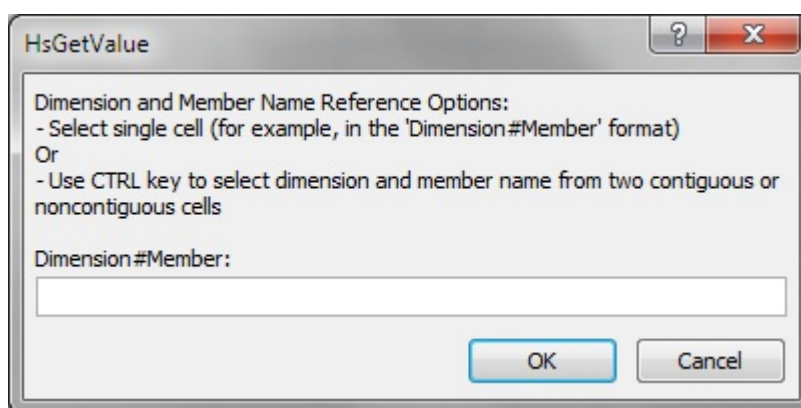 HsGetValue
Dimension and Member Name Reference Options:
- Select single cell (for example, in the 'Dimension#Member' format)
Or
- Use CTRL key to select dimension and member name from two contiguous or
noncontiguous cells
Dimension#Member:
OK Cancel